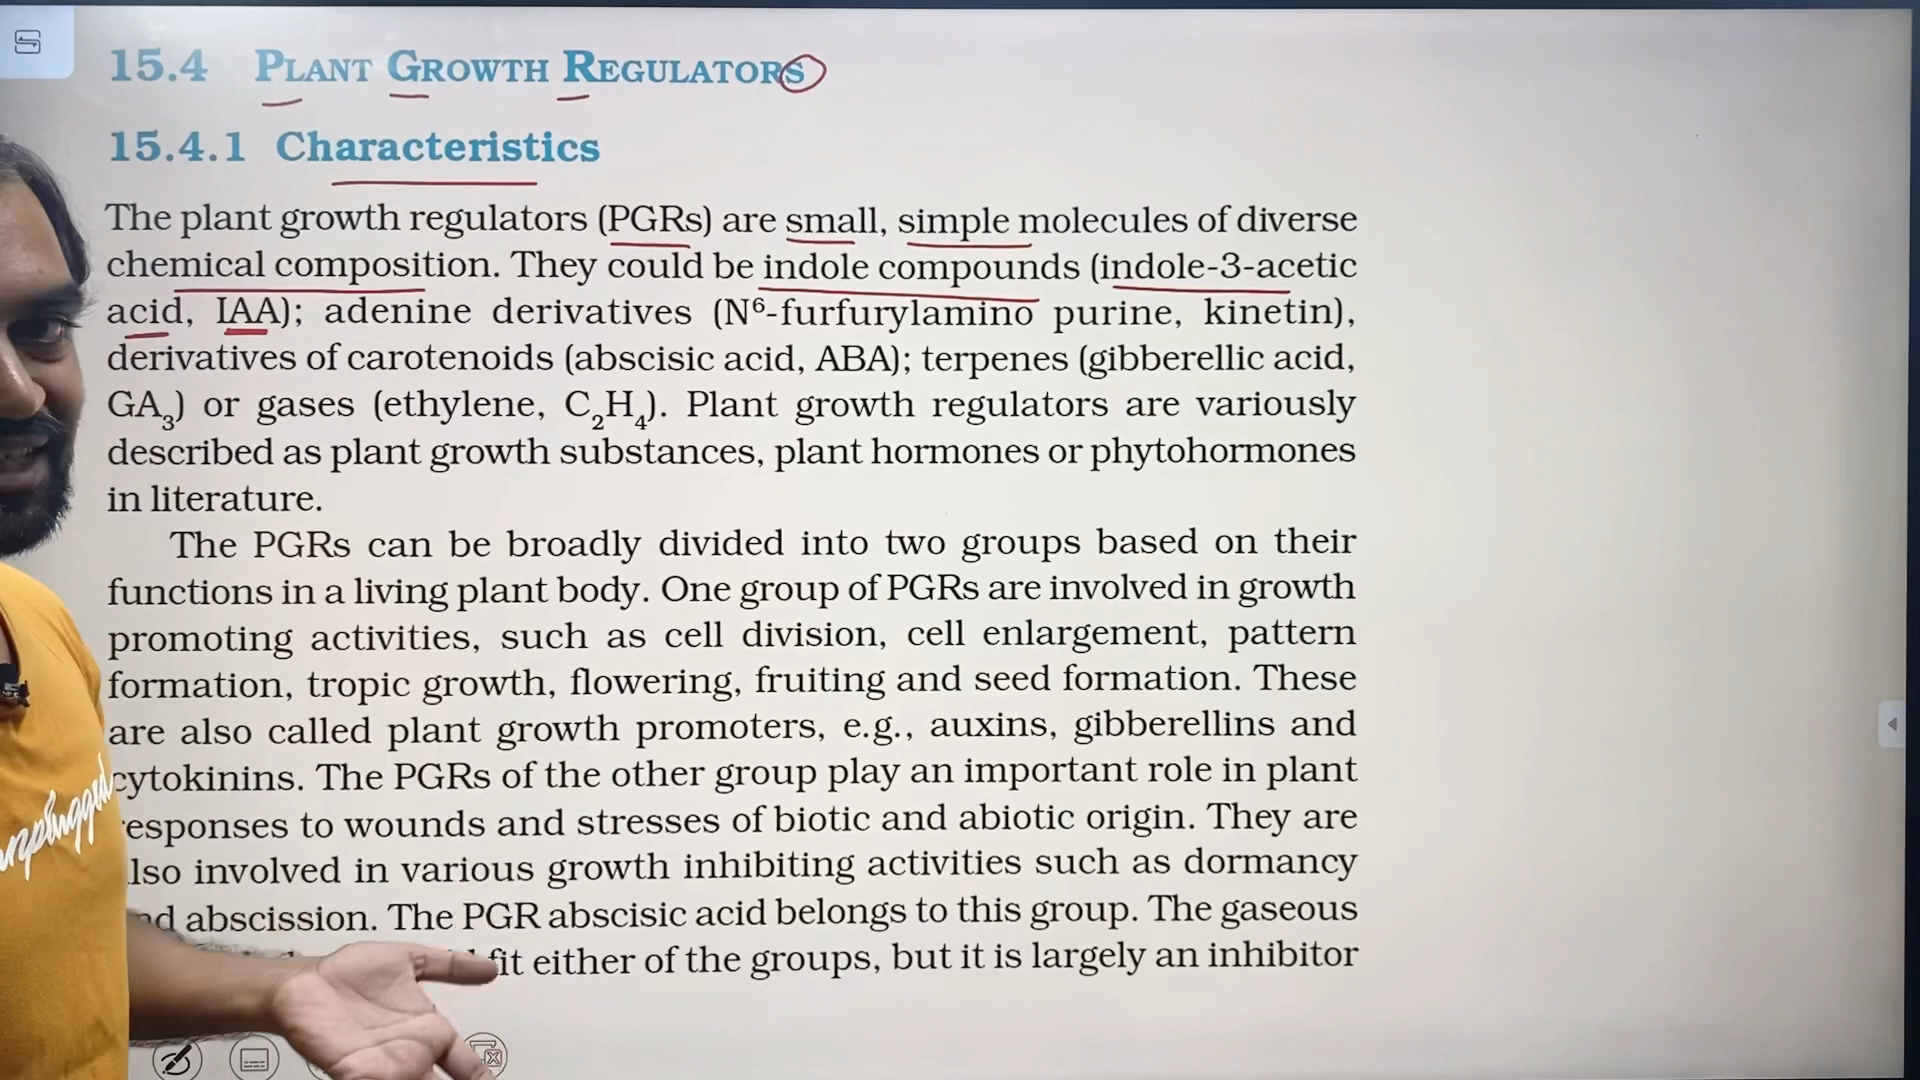 15.4 PLANT GROWTH REGULATORS
15.4.1 Characteristics
The plant growth regulators (PGRs) are small, simple molecules of diverse
chemical composition. They could be indole compounds (indole-3-acetic
acid, IAA); adenine derivatives (N⁶-furfurylamino purine, kinetin),
derivatives of carotenoids (abscisic acid, ABA); terpenes (gibberellic acid,
GA₃) or gases (ethylene, C₂H₄). Plant growth regulators are variously
described as plant growth substances, plant hormones or phytohormones
in literature.
The PGRs can be broadly divided into two groups based on their
functions in a living plant body. One group of PGRs are involved in growth
promoting activities, such as cell division, cell enlargement, pattern
formation, tropic growth, flowering, fruiting and seed formation. These
are also called plant growth promoters, e.g., auxins, gibberellins and
cytokinins. The PGRs of the other group play an important role in plant
esponses to wounds and stresses of biotic and abiotic origin. They are
lso involved in various growth inhibiting activities such as dormancy
nd abscission. The PGR abscisic acid belongs to this group. The gaseous
fit either of the groups, but it is largely an inhibitor
unplugged